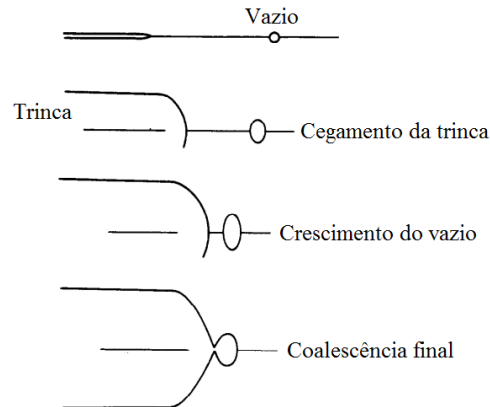 Vazio
Trinca
Cegamento da trinca
Crescimento do vazio
Coalescência final